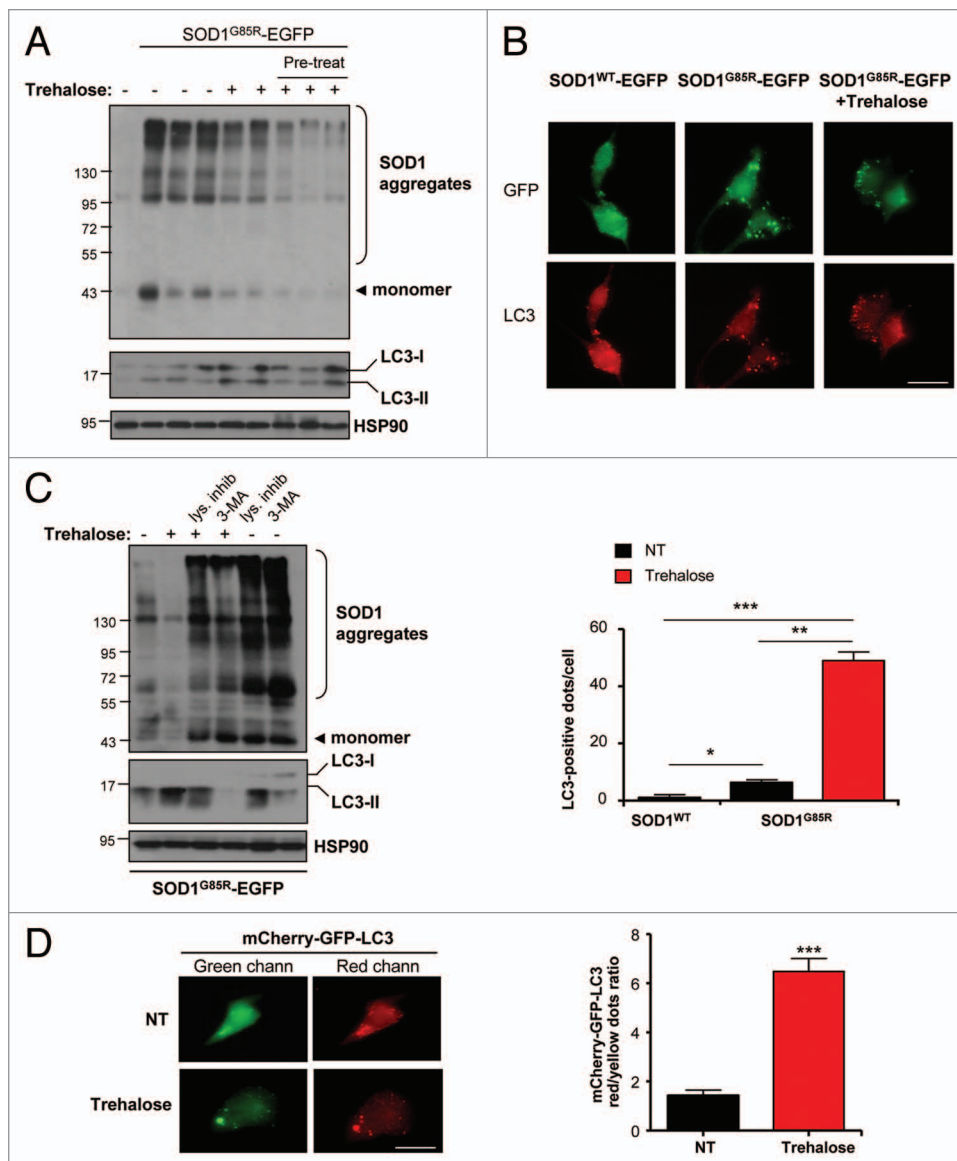 A
SOD1G85R-EGFP
Pre-treat
Trehalose: - - - - + + + + +
130
95
72
55
43
SOD1
aggregates
monomer
17
LC3-I
LC3-II
95
HSP90
B
SOD1WT-EGFP SOD1G85R-EGFP SOD1G85R-EGFP
+Trehalose
GFP
LC3
C
lys. inhib
3-MA
lys. inhib
3-MA
Trehalose: - + + + - -
130
95
72
55
43
SOD1
aggregates
monomer
17
LC3-I
LC3-II
95
HSP90
SOD1G85R-EGFP
NT
Trehalose
***
**
*
LC3-positive dots/cell
60
40
20
0
SOD1WT SOD1G85R
D
mCherry-GFP-LC3
Green chann Red chann
NT
Trehalose
mCherry-GFP-LC3
red/yellow dots ratio
8
6
4
2
0
***
NT Trehalose